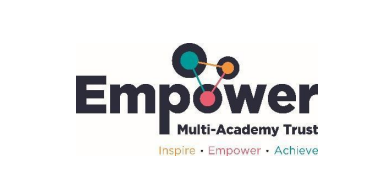 Empower
Multi-Academy Trust
Inspire • Empower • Achieve